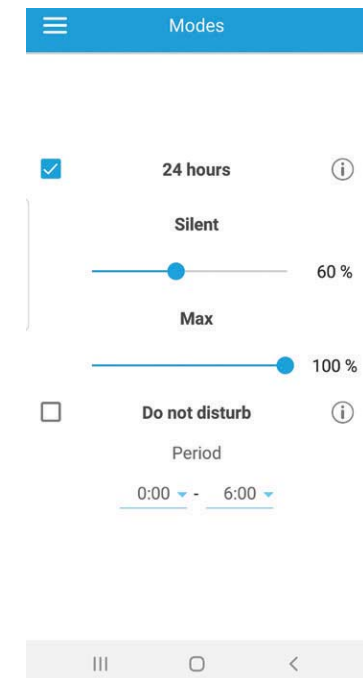 Modes
24 hours
Silent
60 %
Max
100 %
Do not disturb
Period
0:00 - 6:00